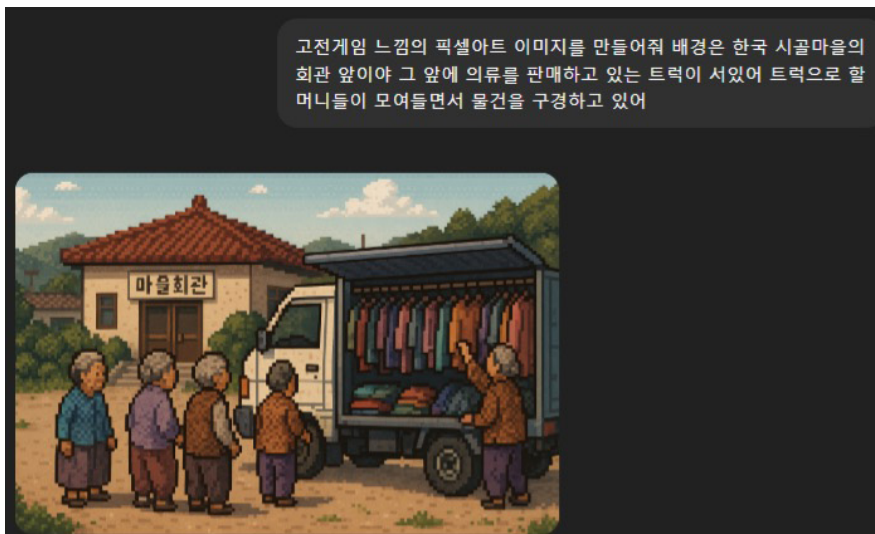 고전게임 느낌의 픽셀아트 이미지를 만들어줘 배경은 한국 시골마을의
회관 앞이야 그 앞에 의류를 판매하고 있는 트럭이 서있어 트럭으로 할
머니들이 모여들면서 물건을 구경하고 있어
마을회관